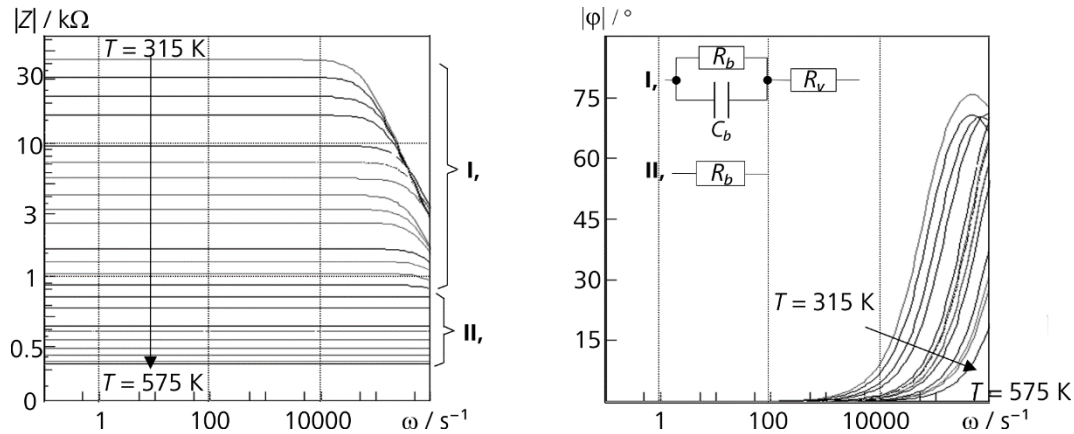 |Z| / kΩ
T = 315 K
30
10
3
1
0.5
0
I,
II,
T = 575 K
1
100
10000
ω / s⁻¹
|φ| / °
75
60
45
30
15
I,
R_b
C_b
R_v
II,
R_b
T = 315 K
T = 575 K
1
100
10000
ω / s⁻¹